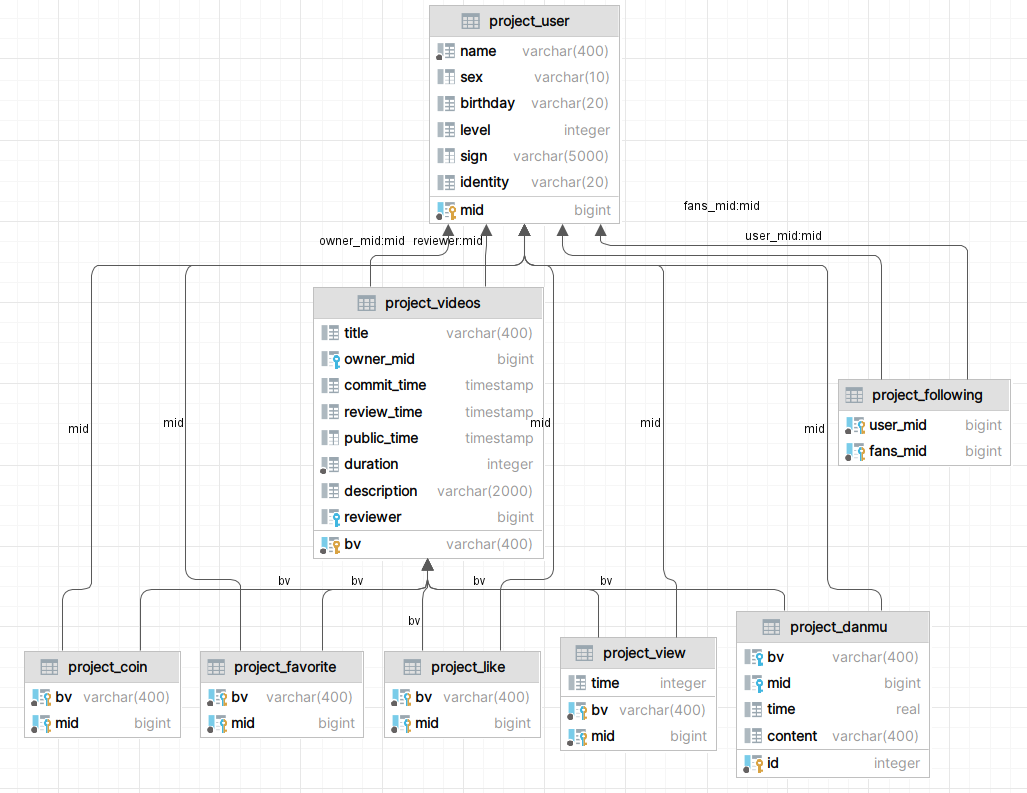 project_user
name varchar(400)
sex varchar(10)
birthday varchar(20)
level integer
sign varchar(5000)
identity varchar(20)
mid bigint
fans_mid:mid
user_mid:mid
owner_mid:mid reviewer:mid
project_videos
title varchar(400)
owner_mid bigint
commit_time timestamp
review_time timestamp
public_time timestamp
duration integer
description varchar(2000)
reviewer bigint
bv varchar(400)
project_following
user_mid bigint
fans_mid bigint
mid
mid
mid
mid
mid
bv
bv
bv
bv
bv
project_coin
bv varchar(400)
mid bigint
project_favorite
bv varchar(400)
mid bigint
project_like
bv varchar(400)
mid bigint
project_view
time integer
bv varchar(400)
mid bigint
project_danmu
bv varchar(400)
mid bigint
time real
content varchar(400)
id integer